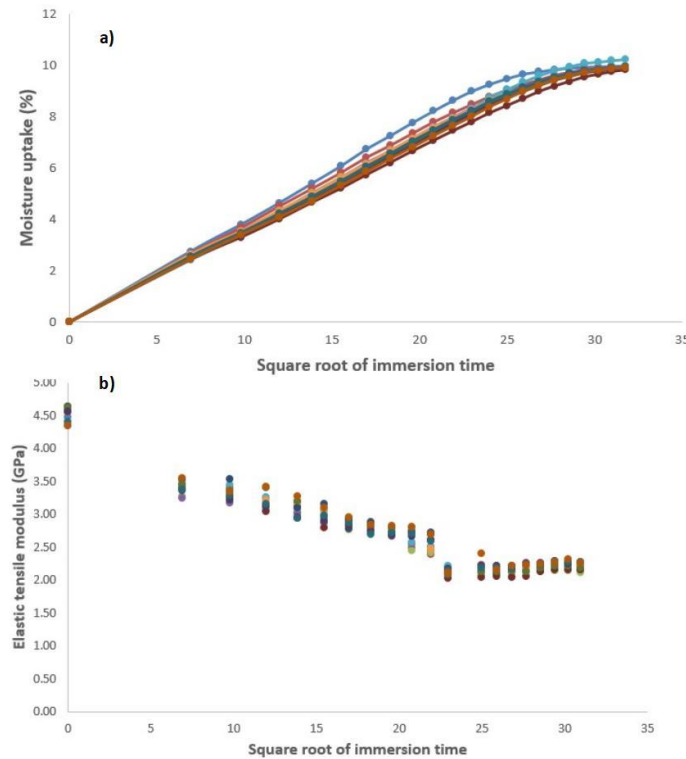 a)
12
10
8
6
4
2
0
Moisture uptake (%)
0 5 10 15 20 25 30 35
Square root of immersion time
b)
5.00
4.50
4.00
3.50
3.00
2.50
2.00
1.50
1.00
0.50
0.00
Elastic tensile modulus (GPa)
0 5 10 15 20 25 30 35
Square root of immersion time